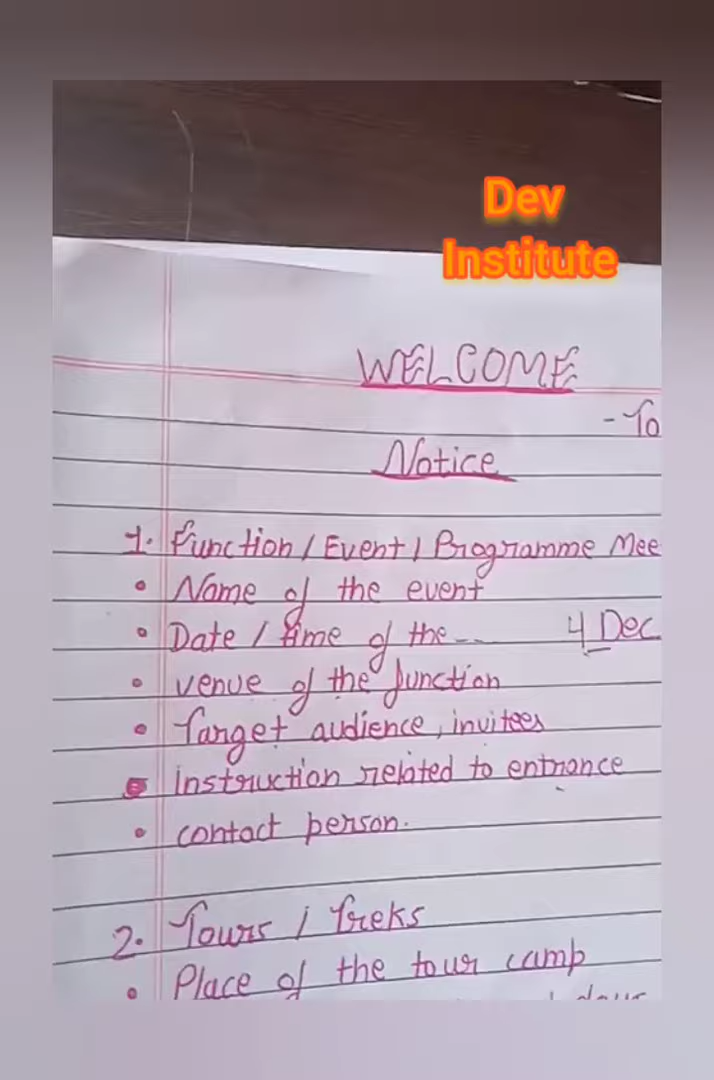 Dev
Institute
WELCOME
- To
Notice
1. Function / Event / Programme Mee
• Name of the event
• Date / time of the ---- 4 Dec
• venue of the function
• Target audience, invitees
• instruction related to entrance
• contact person.
2. Tours / Treks
• Place of the tour camp